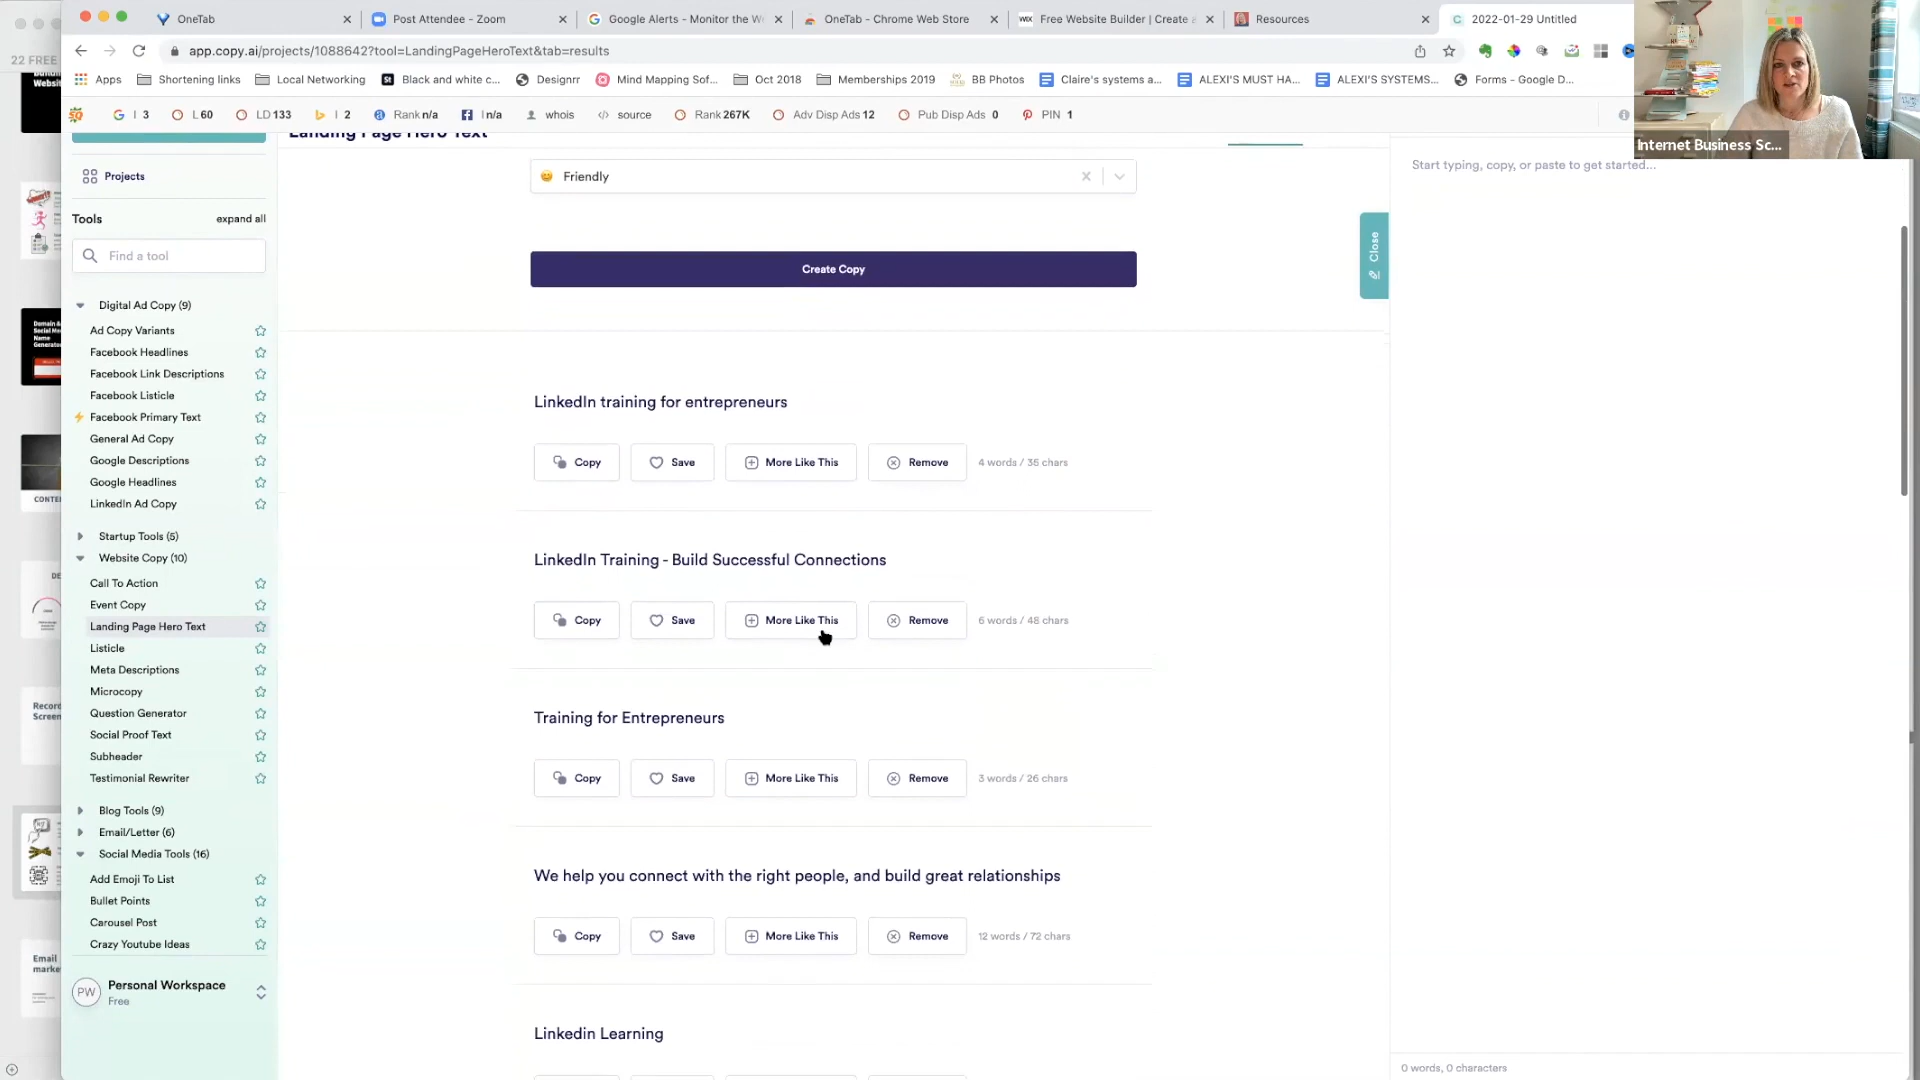 OneTab
Post Attendee - Zoom
Google Alerts - Monitor the W
OneTab - Chrome Web Store
WIX
Free Website Builder | Create
Resources
2022-01-29 Untitled
app.copy.ai/projects/1088642?tool=LandingPageHeroText&tab=results
22 FREE
Apps
Shortening links
Local Networking
Black and white c...
Designrr
Mind Mapping Sof...
Oct 2018
Memberships 2019
BB Photos
Claire's systems a...
ALEXI'S MUST HA...
ALEXI'S SYSTEMS...
Forms - Google D...
I 3
L 60
LD 133
I 2
Rank n/a
I n/a
whois
source
Rank 267K
Adv Disp Ads 12
Pub Disp Ads 0
PIN 1
Internet Business Sc...
Landing Page Hero Text
Projects
Tools
expand all
Find a tool
Digital Ad Copy (9)
Ad Copy Variants
Facebook Headlines
Facebook Link Descriptions
Facebook Listicle
Facebook Primary Text
General Ad Copy
Google Descriptions
Google Headlines
LinkedIn Ad Copy
Startup Tools (5)
Website Copy (10)
Call To Action
Event Copy
Landing Page Hero Text
Listicle
Meta Descriptions
Microcopy
Question Generator
Social Proof Text
Subheader
Testimonial Rewriter
Blog Tools (9)
Email/Letter (6)
Social Media Tools (16)
Add Emoji To List
Bullet Points
Carousel Post
Crazy Youtube Ideas
PW
Personal Workspace
Free
Friendly
Create Copy
LinkedIn training for entrepreneurs
Copy
Save
More Like This
Remove
4 words / 35 chars
LinkedIn Training - Build Successful Connections
Copy
Save
More Like This
Remove
6 words / 48 chars
Training for Entrepreneurs
Copy
Save
More Like This
Remove
3 words / 26 chars
We help you connect with the right people, and build great relationships
Copy
Save
More Like This
Remove
12 words / 72 chars
Linkedin Learning
Close
Start typing, copy, or paste to get started...
0 words, 0 characters